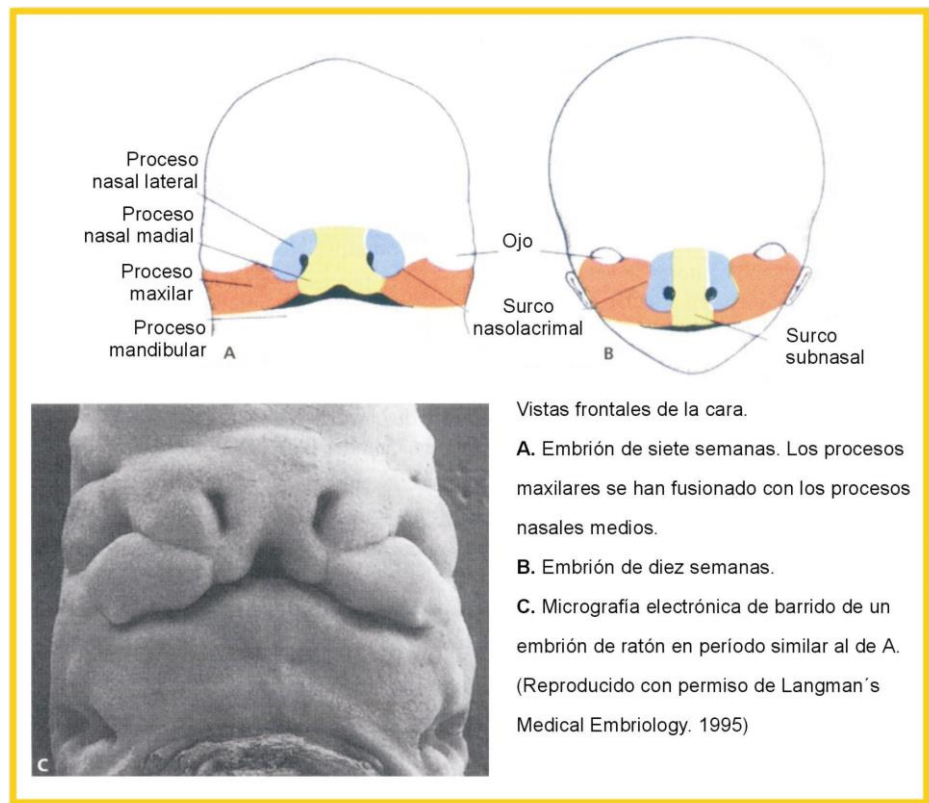 Proceso
nasal lateral
Proceso
nasal madial
Proceso
maxilar
Proceso
mandibular
A
Ojo
Surco
nasolacrimal
B
Surco
subnasal
C
Vistas frontales de la cara.
A. Embrión de siete semanas. Los procesos
maxilares se han fusionado con los procesos
nasales medios.
B. Embrión de diez semanas.
C. Micrografía electrónica de barrido de un
embrión de ratón en período similar al de A.
(Reproducido con permiso de Langman´s
Medical Embriology. 1995)